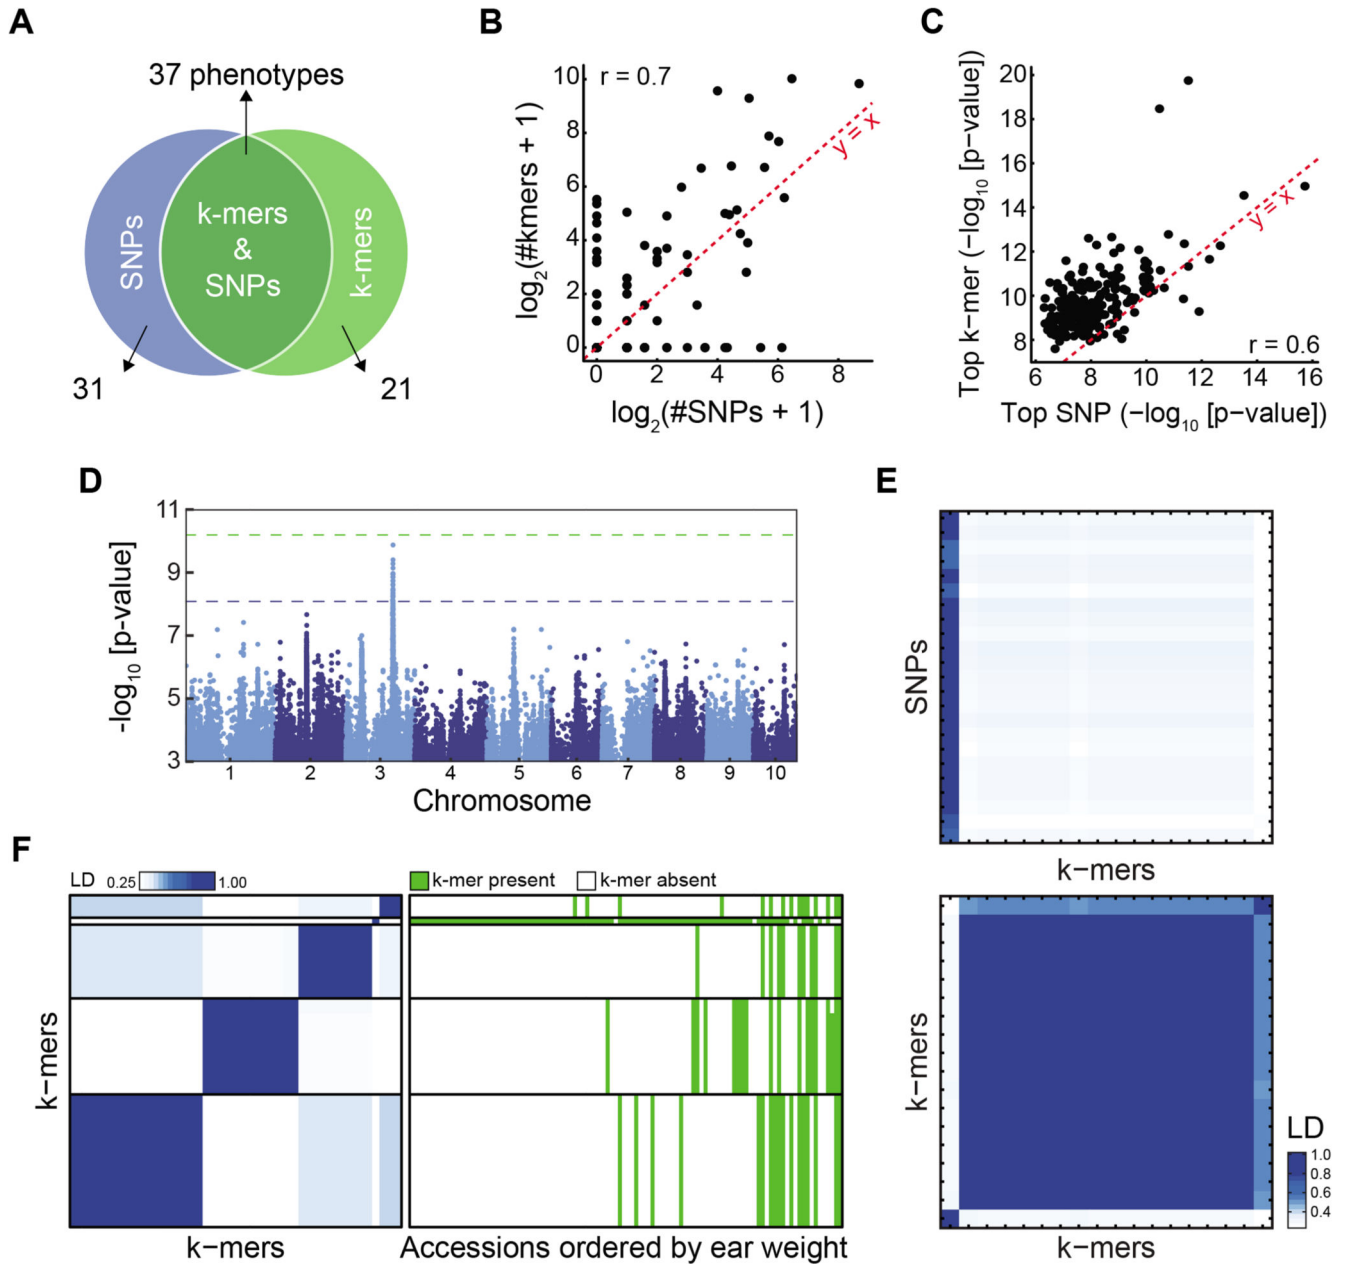 A
37 phenotypes
SNPs
k-mers
&
SNPs
k-mers
31
21
B
r = 0.7
y = x
log2(#kmers + 1)
10
8
6
4
2
0
0 2 4 6 8
log2(#SNPs + 1)
C
Top k-mer (−log10 [p−value])
20
18
16
14
12
10
8
y = x
r = 0.6
6 8 10 12 14 16
Top SNP (−log10 [p−value])
D
-log10 [p-value]
11
9
7
5
3
1 2 3 4 5 6 7 8 9 10
Chromosome
E
SNPs
k−mers
k−mers
k−mers
LD
1.0
0.8
0.6
0.4
F
LD 0.25 1.00
k-mer present k-mer absent
k−mers
k−mers
Accessions ordered by ear weight